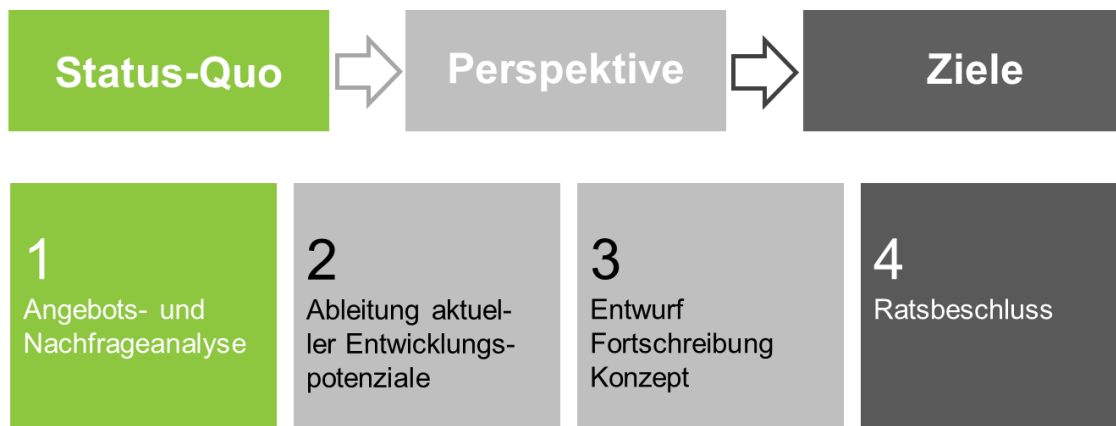 Status-Quo
Perspektive
Ziele
1
Angebots- und
Nachfrageanalyse
2
Ableitung aktuel-
ler Entwicklungs-
potenziale
3
Entwurf
Fortschreibung
Konzept
4
Ratsbeschluss